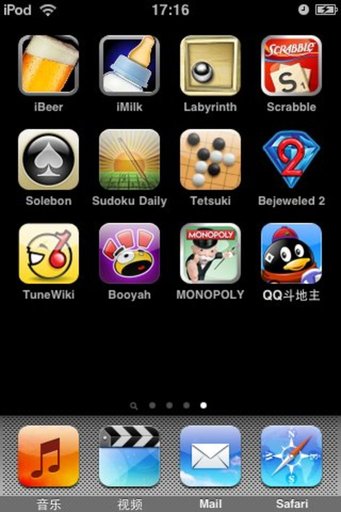 iPod 17:16
iBeer iMilk Labyrinth Scrabble
SCRABBLE
S
Solebon Sudoku Daily Tetsuki Bejeweled 2
2
MONOPOLY
TuneWiki Booyah MONOPOLY QQ斗地主
音乐 视频 Mail Safari